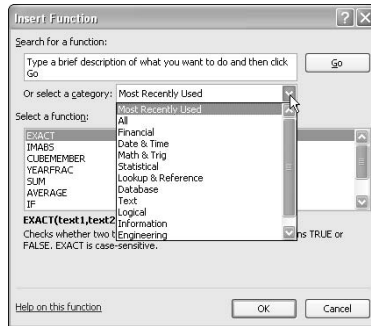 Insert Function
Search for a function:
Type a brief description of what you want to do and then click
Go
Go
Or select a category: Most Recently Used
Most Recently Used
All
Financial
Date & Time
Math & Trig
Statistical
Lookup & Reference
Database
Text
Logical
Information
Engineering
Select a function:
EXACT
IMABS
CUBEMEMBER
YEARFRAC
SUM
AVERAGE
IF
EXACT(text1,text2
Checks whether two t
ns TRUE or
FALSE. EXACT is case-sensitive.
Help on this function
OK
Cancel